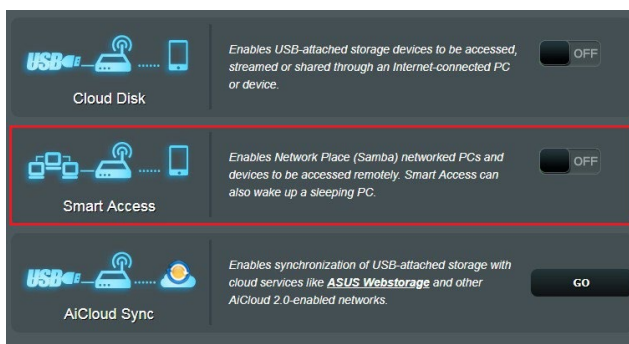 Enables USB-attached storage devices to be accessed,
USB
streamed or shared through an Internet-connected PC
OFF
or device.
Cloud Disk
Enables Network Place (Samba) networked PCs and
devices to be accessed remotely. Smart Access can
OFF
also wake up a sleeping PC.
Smart Access
Enables synchronization of USB-attached storage with
USB
cloud services like ASUS Webstorage and other
GO
AiCloud 2.0-enabled networks.
AiCloud Sync